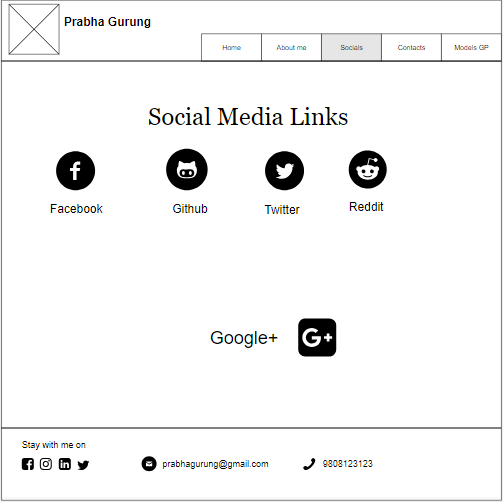 Prabha Gurung
Home
About me
Socials
Contacts
Models GP
Social Media Links
Facebook
Github
Twitter
Reddit
Google+
Stay with me on
prabhagurung@gmail.com
9808123123